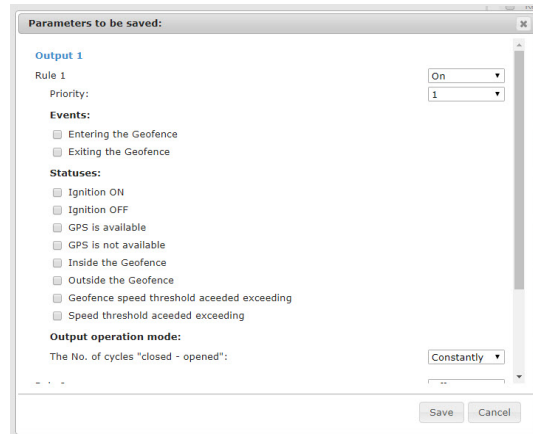 Parameters to be saved:
Output 1
Rule 1 On
Priority: 1
Events:
Entering the Geofence
Exiting the Geofence
Statuses:
Ignition ON
Ignition OFF
GPS is available
GPS is not available
Inside the Geofence
Outside the Geofence
Geofence speed threshold aceeded exceeding
Speed threshold aceeded exceeding
Output operation mode:
The No. of cycles "closed - opened": Constantly
Save Cancel